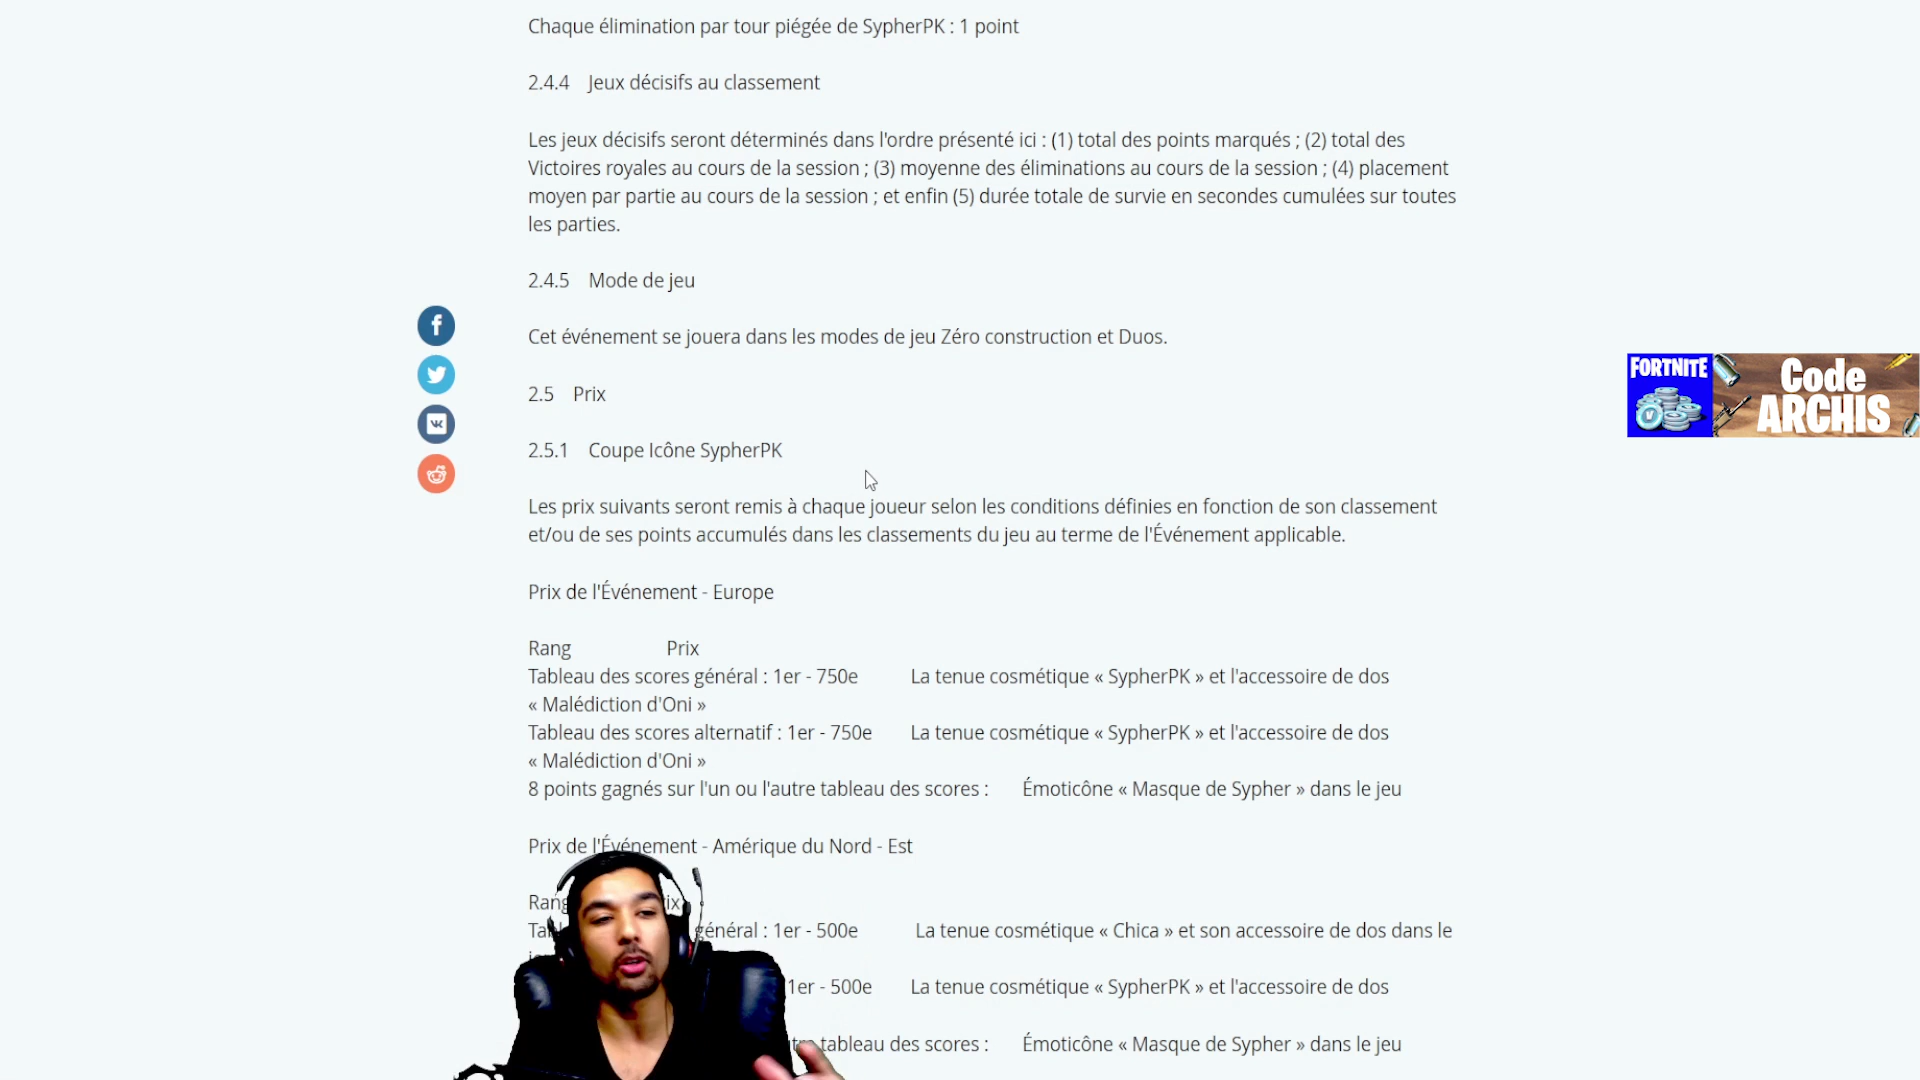 Chaque élimination par tour piégée de SypherPK : 1 point
2.4.4 Jeux décisifs au classement
Les jeux décisifs seront déterminés dans l'ordre présenté ici : (1) total des points marqués ; (2) total des
Victoires royales au cours de la session ; (3) moyenne des éliminations au cours de la session ; (4) placement
moyen par partie au cours de la session ; et enfin (5) durée totale de survie en secondes cumulées sur toutes
les parties.
2.4.5 Mode de jeu
Cet événement se jouera dans les modes de jeu Zéro construction et Duos.
FORTNITE
Code
ARCHIS
2.5 Prix
2.5.1 Coupe Icône SypherPK
Les prix suivants seront remis à chaque joueur selon les conditions définies en fonction de son classement
et/ou de ses points accumulés dans les classements du jeu au terme de l'Événement applicable.
Prix de l'Événement - Europe
Rang Prix
Tableau des scores général : 1er - 750e La tenue cosmétique « SypherPK » et l'accessoire de dos
« Malédiction d'Oni »
Tableau des scores alternatif : 1er - 750e La tenue cosmétique « SypherPK » et l'accessoire de dos
« Malédiction d'Oni »
8 points gagnés sur l'un ou l'autre tableau des scores : Émoticône « Masque de Sypher » dans le jeu
Prix de l'Événement - Amérique du Nord - Est
Rang
général : 1er - 500e La tenue cosmétique « Chica » et son accessoire de dos dans le
1er - 500e La tenue cosmétique « SypherPK » et l'accessoire de dos
tableau des scores : Émoticône « Masque de Sypher » dans le jeu